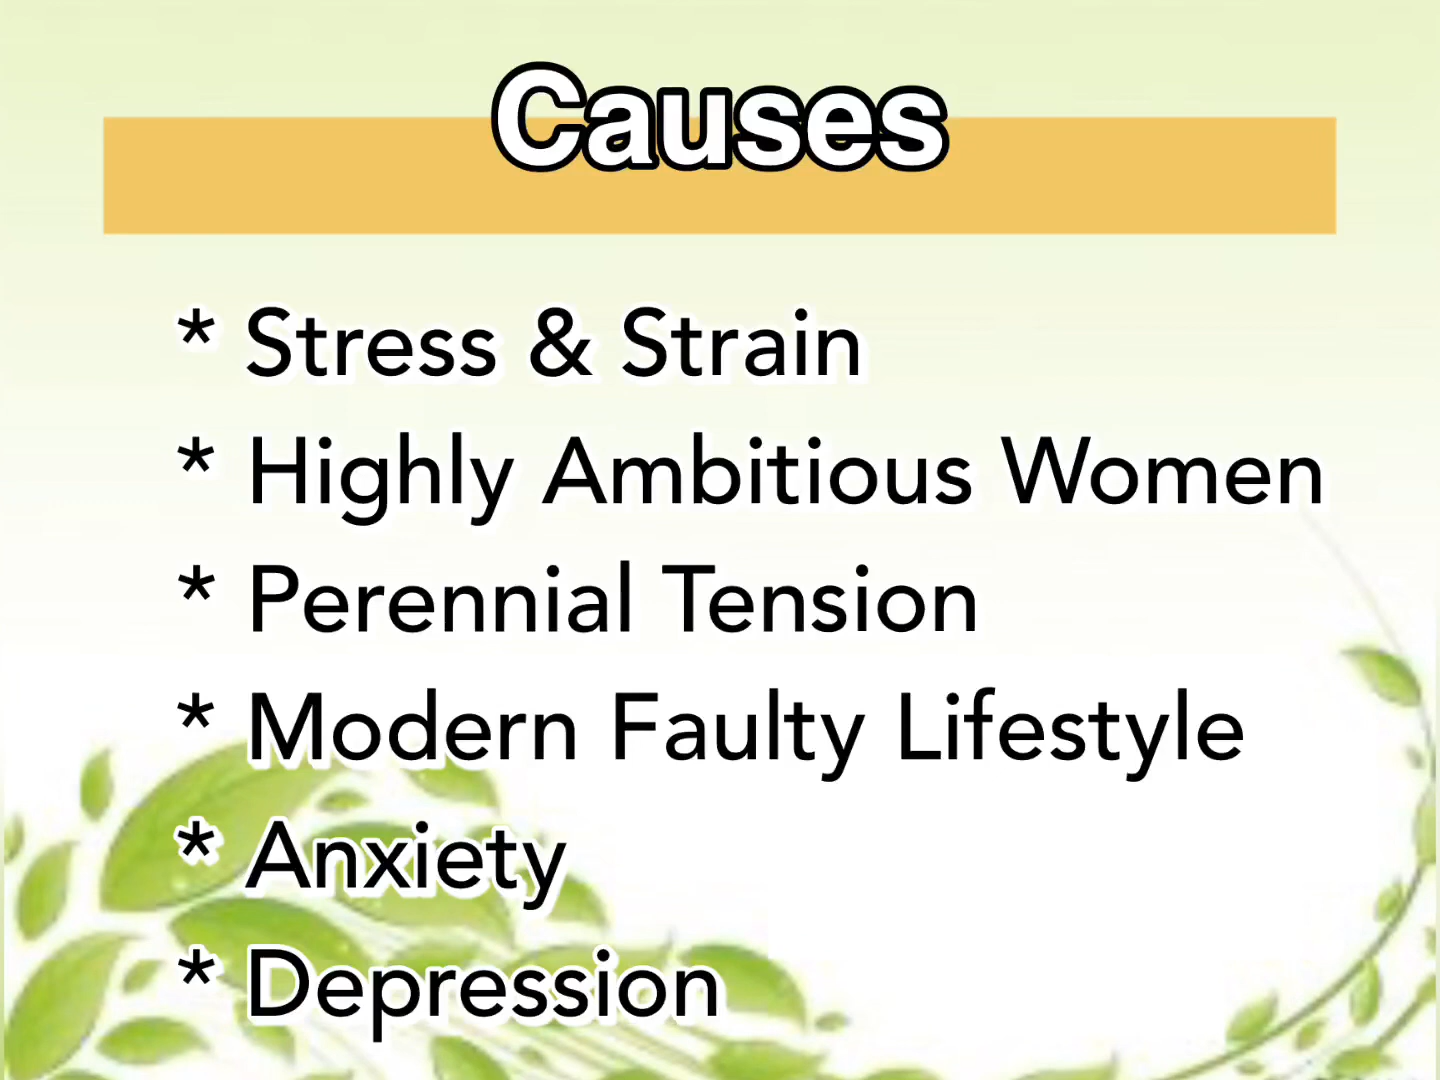 Causes
* Stress & Strain
* Highly Ambitious Women
* Perennial Tension
* Modern Faulty Lifestyle
* Anxiety
* Depression